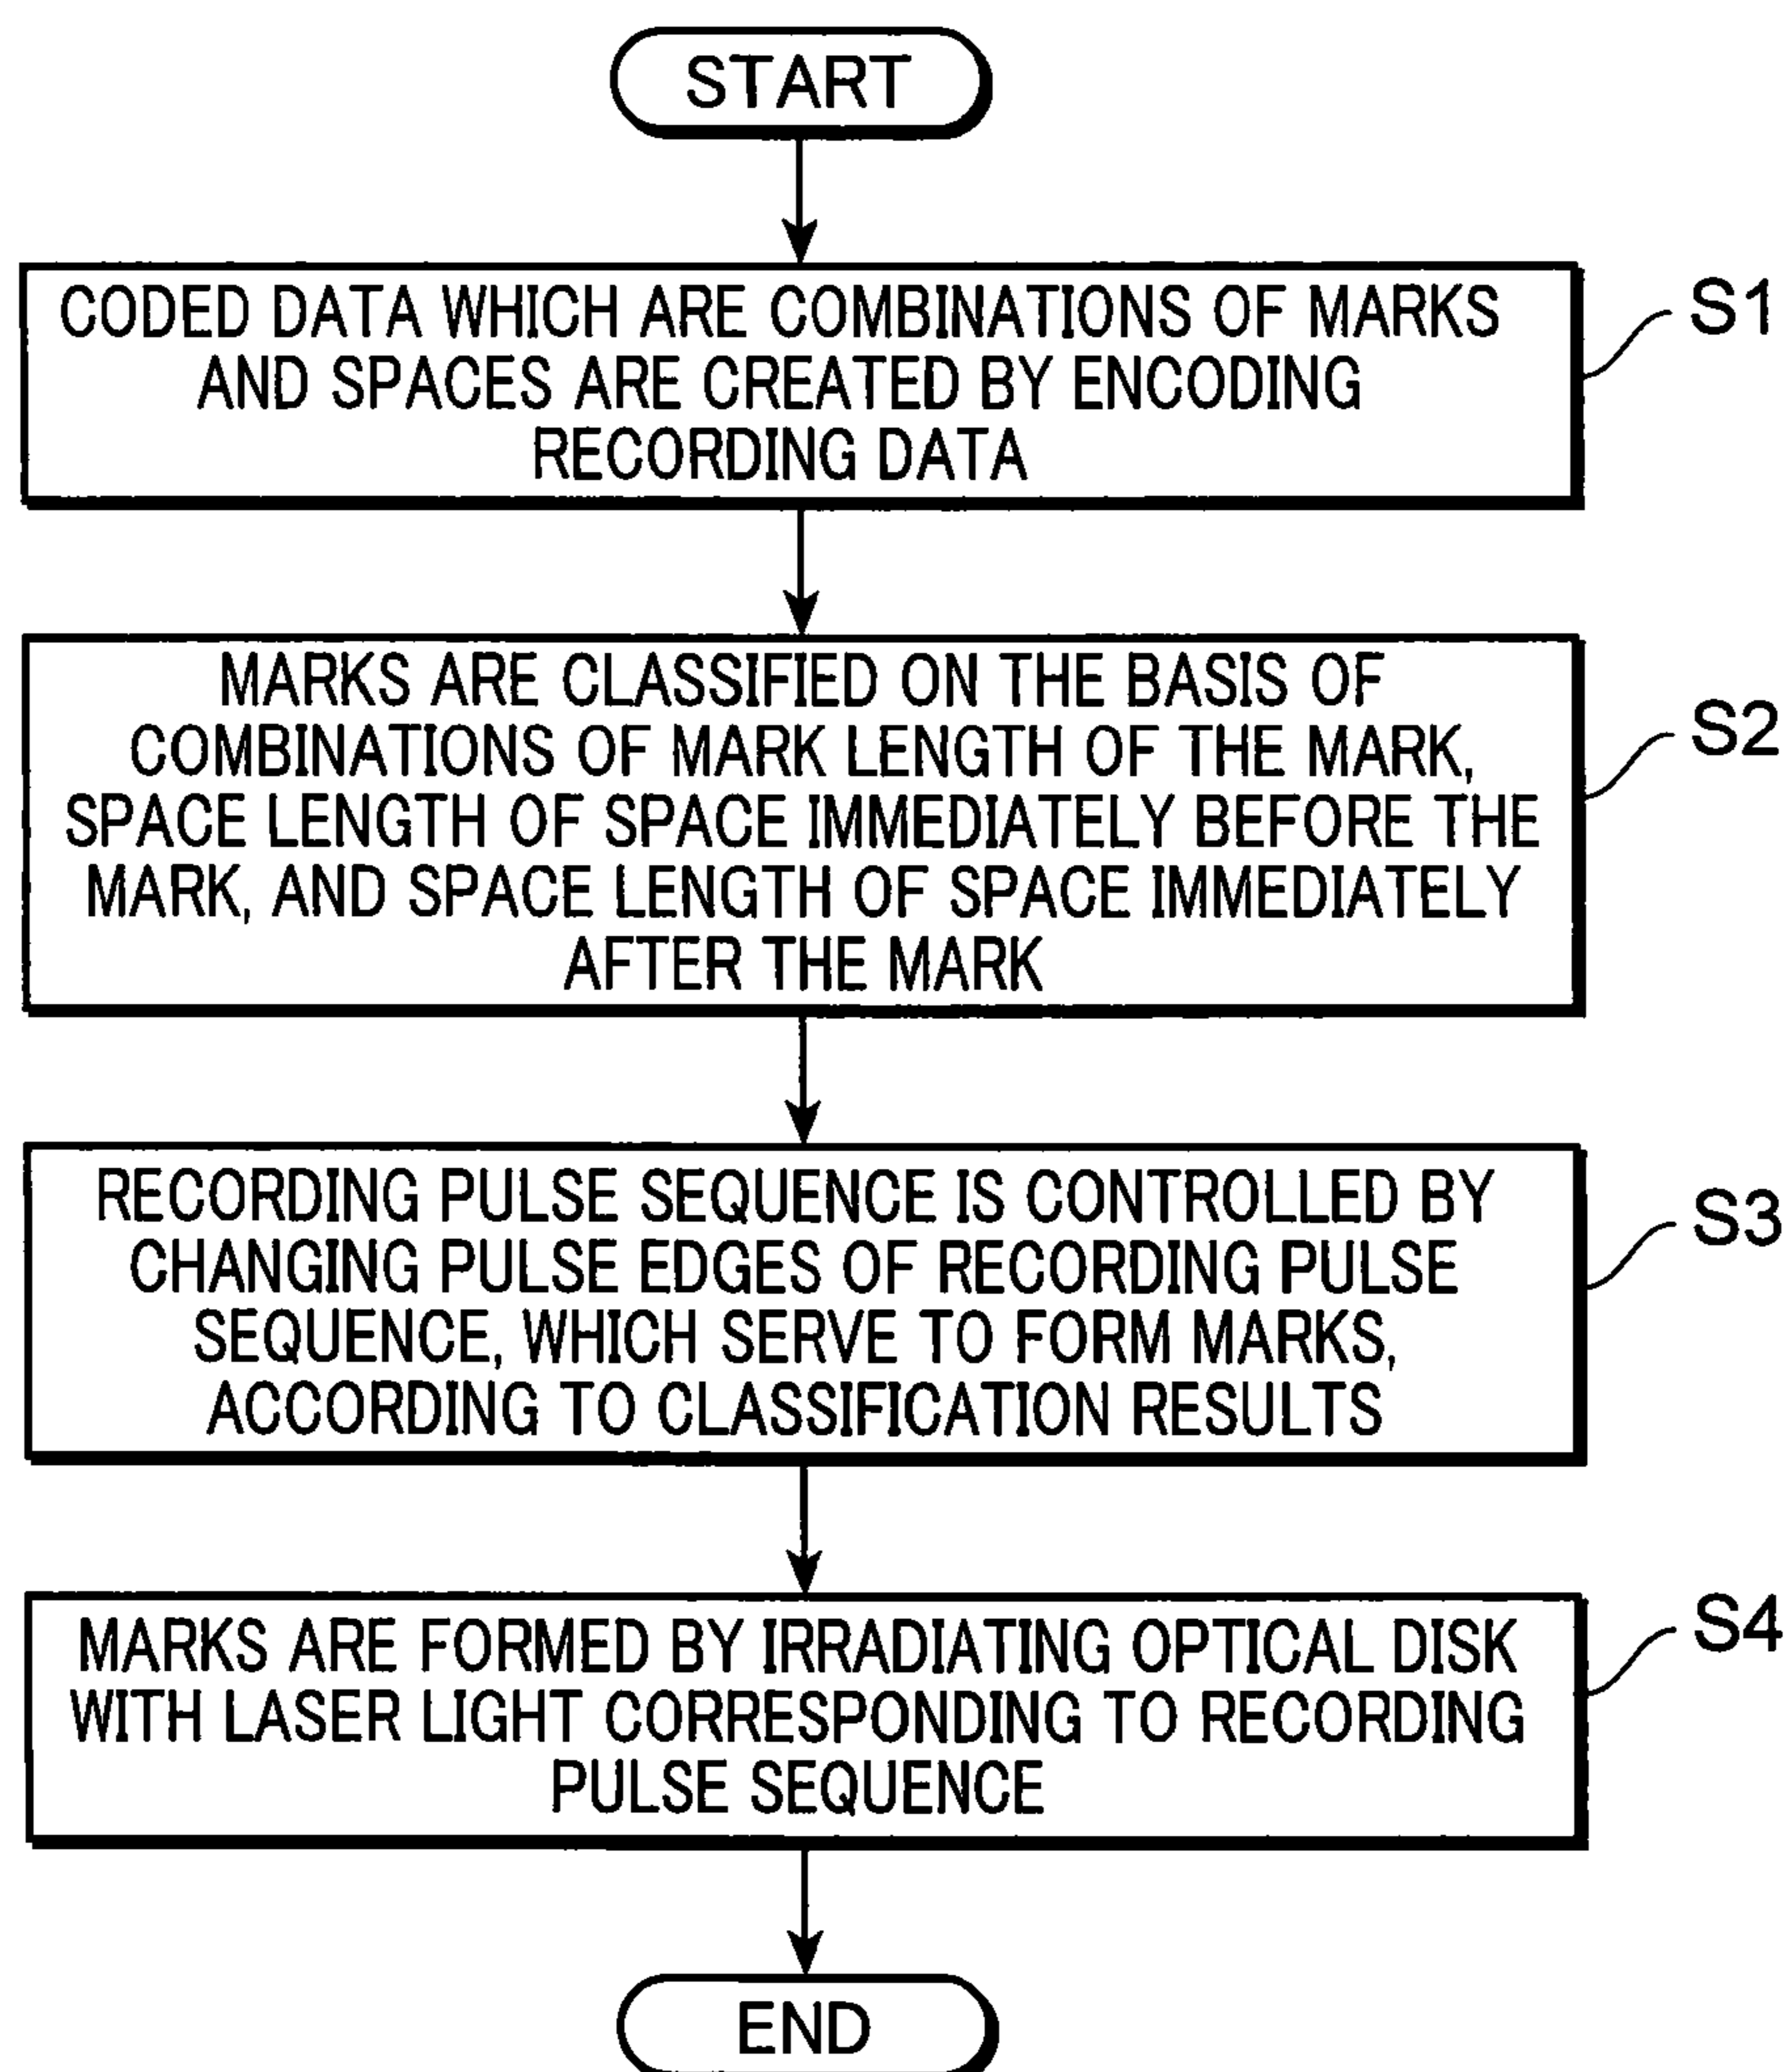 START
CODED DATA WHICH ARE COMBINATIONS OF MARKS
AND SPACES ARE CREATED BY ENCODING
RECORDING DATA
S1
MARKS ARE CLASSIFIED ON THE BASIS OF
COMBINATIONS OF MARK LENGTH OF THE MARK,
SPACE LENGTH OF SPACE IMMEDIATELY BEFORE THE
MARK, AND SPACE LENGTH OF SPACE IMMEDIATELY
AFTER THE MARK
S2
RECORDING PULSE SEQUENCE IS CONTROLLED BY
CHANGING PULSE EDGES OF RECORDING PULSE
SEQUENCE, WHICH SERVE TO FORM MARKS,
ACCORDING TO CLASSIFICATION RESULTS
S3
MARKS ARE FORMED BY IRRADIATING OPTICAL DISK
WITH LASER LIGHT CORRESPONDING TO RECORDING
PULSE SEQUENCE
S4
END